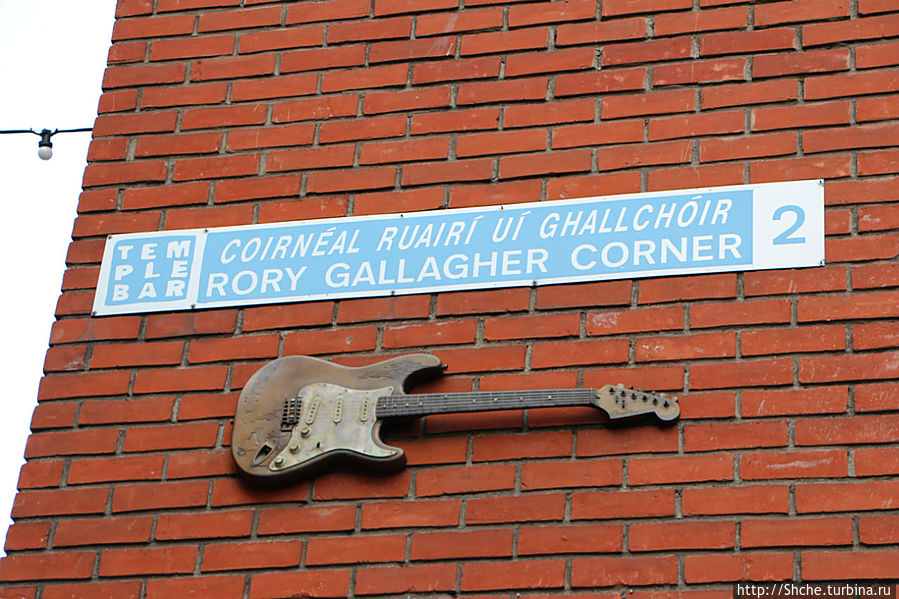 TEM
PLE
BAR
COIRNÉAL RUAIRÍ UÍ GHALLCHÓIR
RORY GALLAGHER CORNER
2
http://Shche.turbina.ru